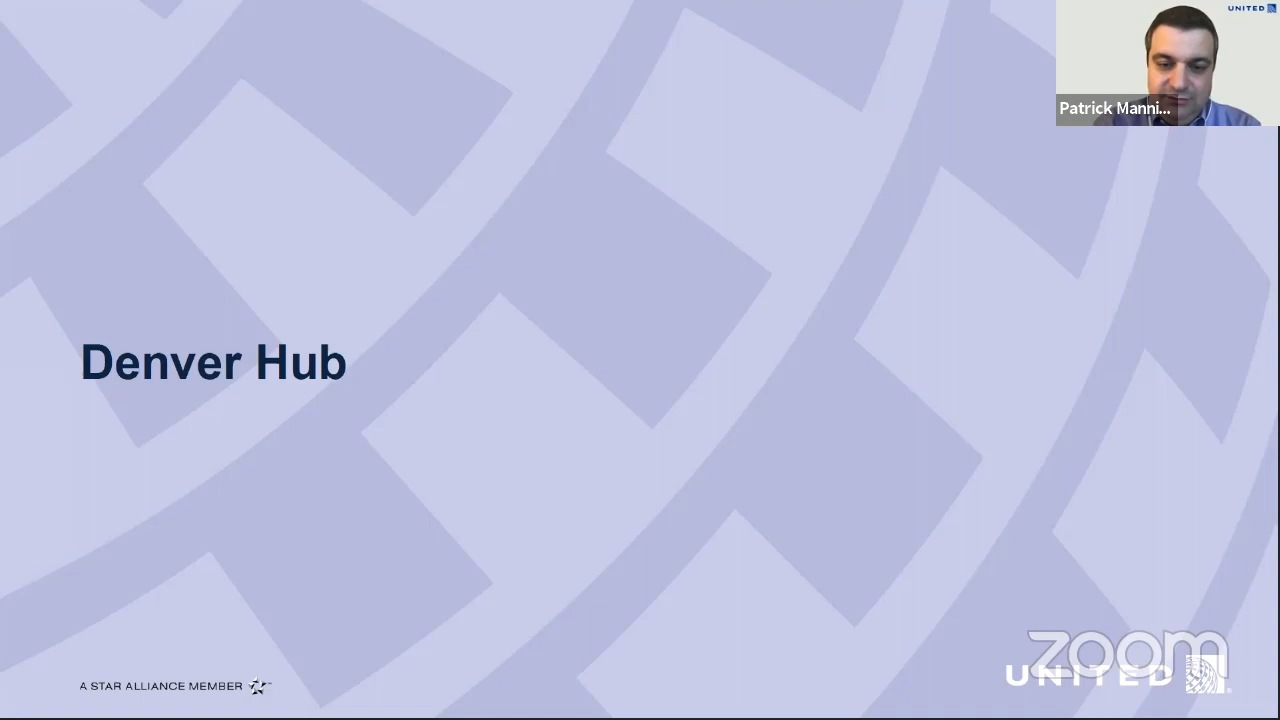 UNITED
Patrick Manni...
Denver Hub
A STAR ALLIANCE MEMBER
zoom
UNITED